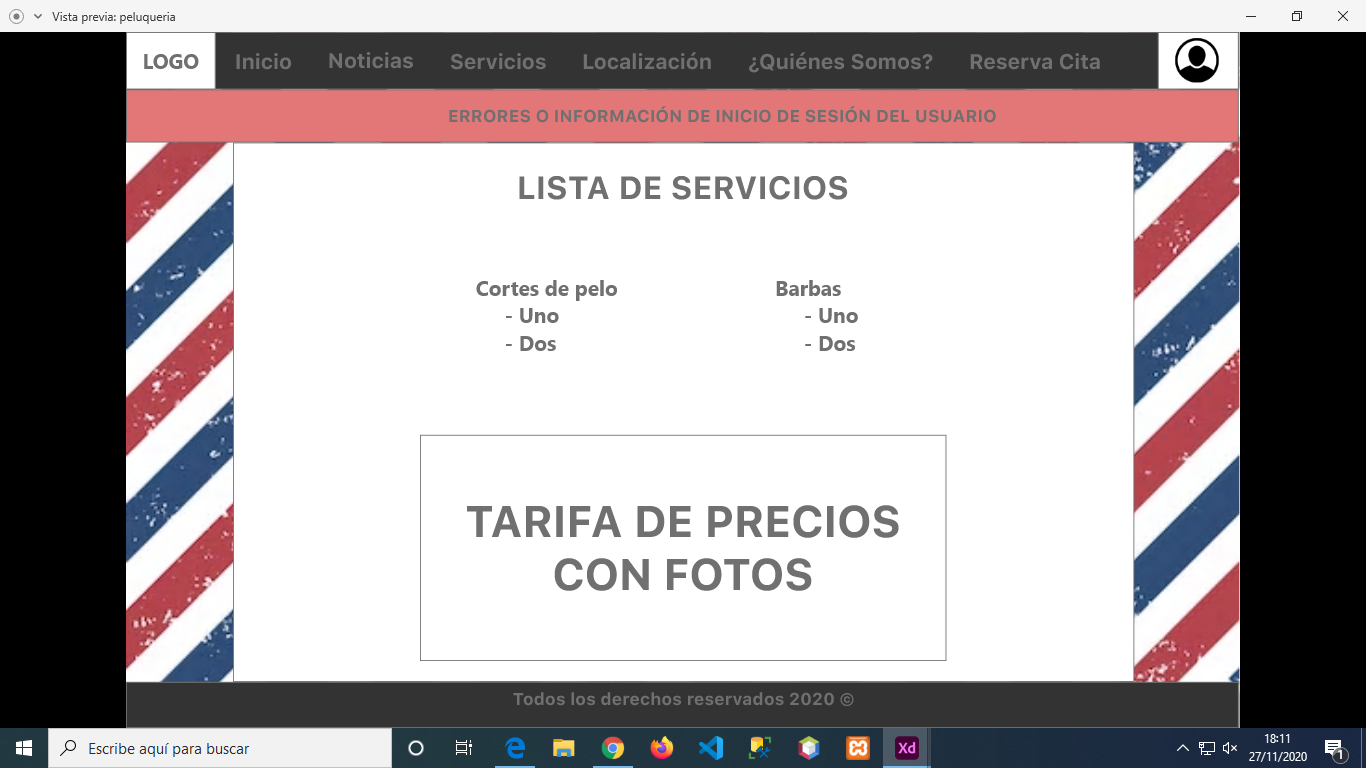 Vista previa: peluqueria
LOGO Inicio Noticias Servicios Localización ¿Quiénes Somos? Reserva Cita
ERRORES O INFORMACIÓN DE INICIO DE SESIÓN DEL USUARIO
LISTA DE SERVICIOS
Cortes de pelo
- Uno
- Dos
Barbas
- Uno
- Dos
TARIFA DE PRECIOS
CON FOTOS
Todos los derechos reservados 2020 ©
Escribe aquí para buscar
Xd
18:11
27/11/2020
1